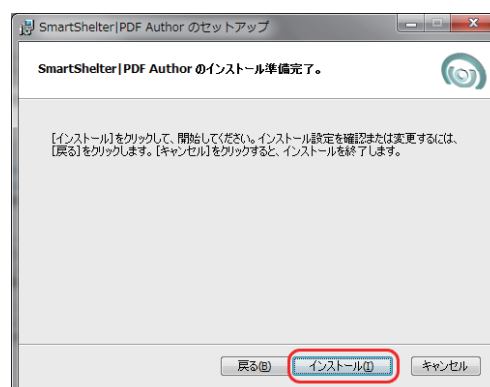 SmartShelter|PDF Author のセットアップ
SmartShelter|PDF Author のインストール準備完了。
[インストール]をクリックして、開始してください。インストール設定を確認または変更するには、
[戻る]をクリックします。[キャンセル]をクリックすると、インストールを終了します。
戻る(B) インストール(I) キャンセル